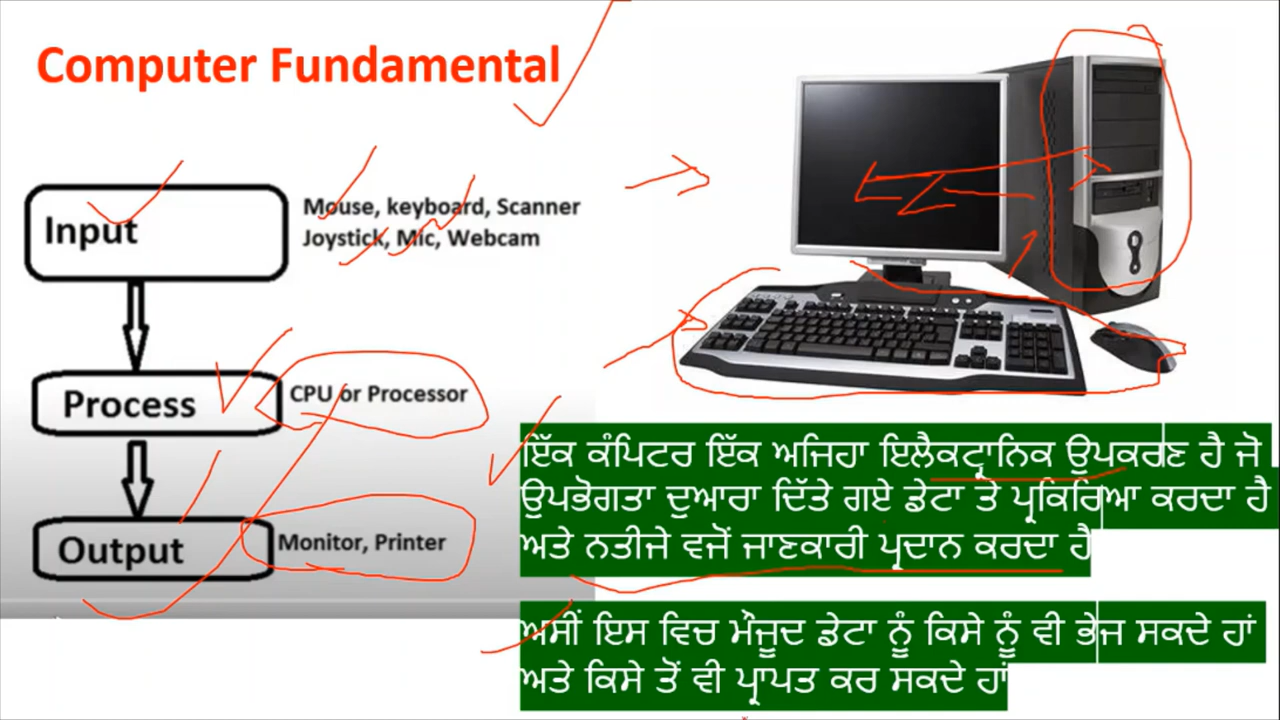 Computer Fundamental
Input
Mouse, keyboard, Scanner
Joystick, Mic, Webcam
Process
CPU or Processor
Output
Monitor, Printer
ਇੱਕ ਕੰਪਿਟਰ ਇੱਕ ਅਜਿਹਾ ਇਲੈਕਟ੍ਰਾਨਿਕ ਉਪਕਰਣ ਹੈ ਜੋ
ਉਪਭੋਗਤਾ ਦੁਆਰਾ ਦਿੱਤੇ ਗਏ ਡੇਟਾ ਤੇ ਪ੍ਰਕਿਰਿਆ ਕਰਦਾ ਹੈ
ਅਤੇ ਨਤੀਜੇ ਵਜੋਂ ਜਾਣਕਾਰੀ ਪ੍ਰਦਾਨ ਕਰਦਾ ਹੈ
ਅਸੀਂ ਇਸ ਵਿਚ ਮੌਜੂਦ ਡੇਟਾ ਨੂੰ ਕਿਸੇ ਨੂੰ ਵੀ ਭੇਜ ਸਕਦੇ ਹਾਂ
ਅਤੇ ਕਿਸੇ ਤੋਂ ਵੀ ਪ੍ਰਾਪਤ ਕਰ ਸਕਦੇ ਹਾਂ